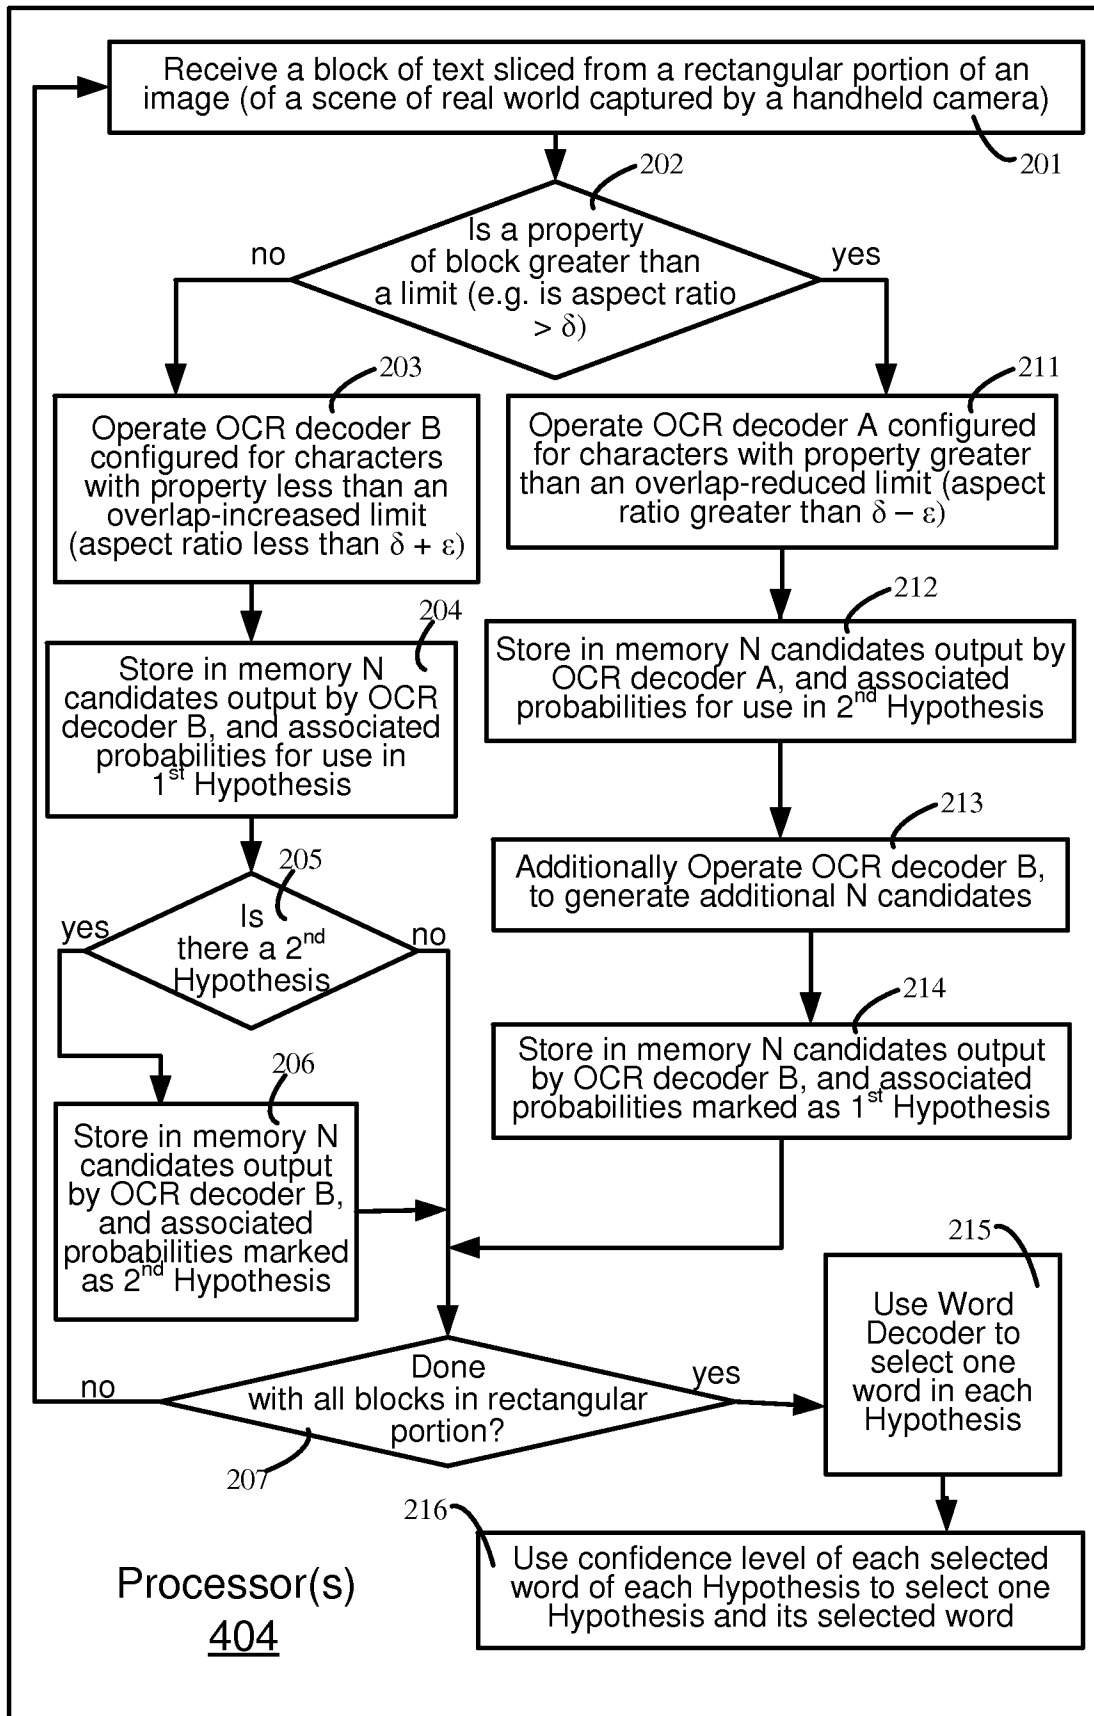 Receive a block of text sliced from a rectangular portion of an
image (of a scene of real world captured by a handheld camera)
201
202
Is a property
of block greater than
a limit (e.g. is aspect ratio
> δ)
no
yes
203
Operate OCR decoder B
configured for characters
with property less than an
overlap-increased limit
(aspect ratio less than δ + ε)
211
Operate OCR decoder A configured
for characters with property greater
than an overlap-reduced limit (aspect
ratio greater than δ – ε)
204
Store in memory N
candidates output by OCR
decoder B, and associated
probabilities for use in
1st Hypothesis
212
Store in memory N candidates output by
OCR decoder A, and associated
probabilities for use in 2nd Hypothesis
205
Is
there a 2nd
Hypothesis
yes
no
213
Additionally Operate OCR decoder B,
to generate additional N candidates
214
Store in memory N candidates output
by OCR decoder B, and associated
probabilities marked as 1st Hypothesis
206
Store in memory N
candidates output
by OCR decoder B,
and associated
probabilities marked
as 2nd Hypothesis
Done
with all blocks in rectangular
portion?
no
yes
207
215
Use Word
Decoder to
select one
word in each
Hypothesis
216
Use confidence level of each selected
word of each Hypothesis to select one
Hypothesis and its selected word
Processor(s)
404